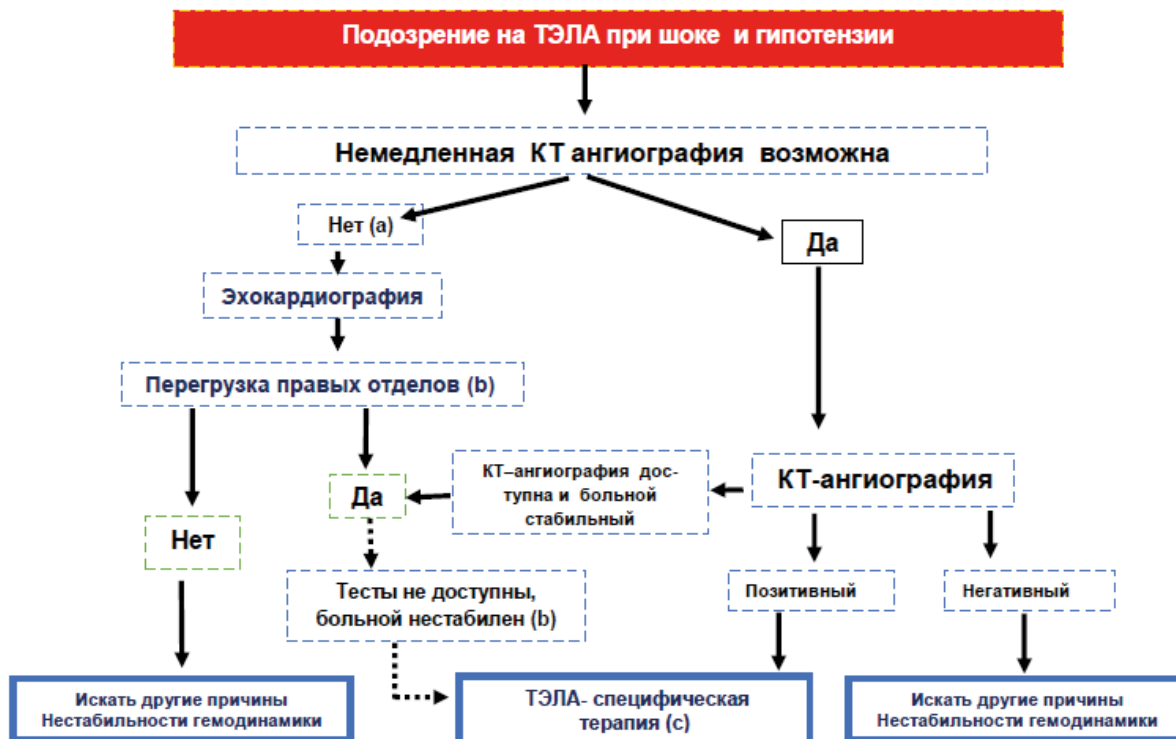 Подозрение на ТЭЛА при шоке и гипотензии
Немедленная КТ ангиография возможна
Нет (a)
Да
Эхокардиография
Перегрузка правых отделов (b)
КТ–ангиография дос-
тупна и больной
стабильный
КТ-ангиография
Да
Нет
Тесты не доступны,
больной нестабилен (b)
Позитивный
Негативный
Искать другие причины
Нестабильности гемодинамики
ТЭЛА- специфическая
терапия (c)
Искать другие причины
Нестабильности гемодинамики